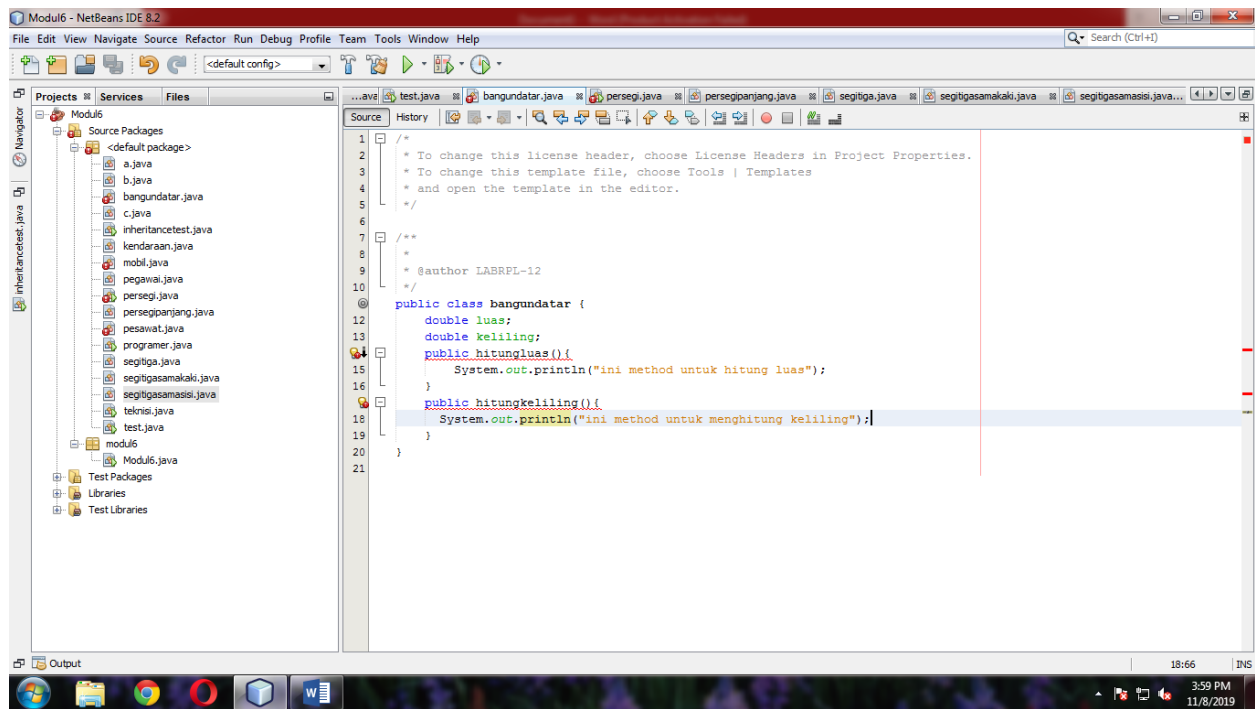 Modul6 - NetBeans IDE 8.2
Document1 - Word (Product Activation Failed)
File Edit View Navigate Source Refactor Run Debug Profile Team Tools Window Help
Search (Ctrl+I)
<default config>
Projects Services Files
...ava test.java bangundatar.java persegi.java persegipanjang.java segitiga.java segitigasamakaki.java segitigasamasisi.java...
Source History
Navigator
inheritancetest.java
Modul6
Source Packages
<default package>
a.java
b.java
bangundatar.java
c.java
inheritancetest.java
kendaraan.java
mobil.java
pegawai.java
persegi.java
persegipanjang.java
pesawat.java
programer.java
segitiga.java
segitigasamakaki.java
segitigasamasisi.java
teknisi.java
test.java
modul6
Modul6.java
Test Packages
Libraries
Test Libraries
1 /*
2 * To change this license header, choose License Headers in Project Properties.
3 * To change this template file, choose Tools | Templates
4 * and open the template in the editor.
5 */
6
7 /**
8 *
9 * @author LABRPL-12
10 */
public class bangundatar {
12 double luas;
13 double keliling;
public hitungluas(){
15 System.out.println("ini method untuk hitung luas");
16 }
public hitungkeliling(){
18 System.out.println("ini method untuk menghitung keliling");
19 }
20 }
21
Output
18:66 INS
3:59 PM
11/8/2019